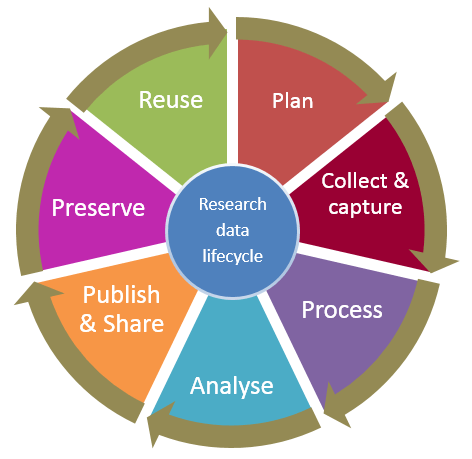 Plan
Collect &
capture
Process
Analyse
Publish
& Share
Preserve
Reuse
Research
data
lifecycle